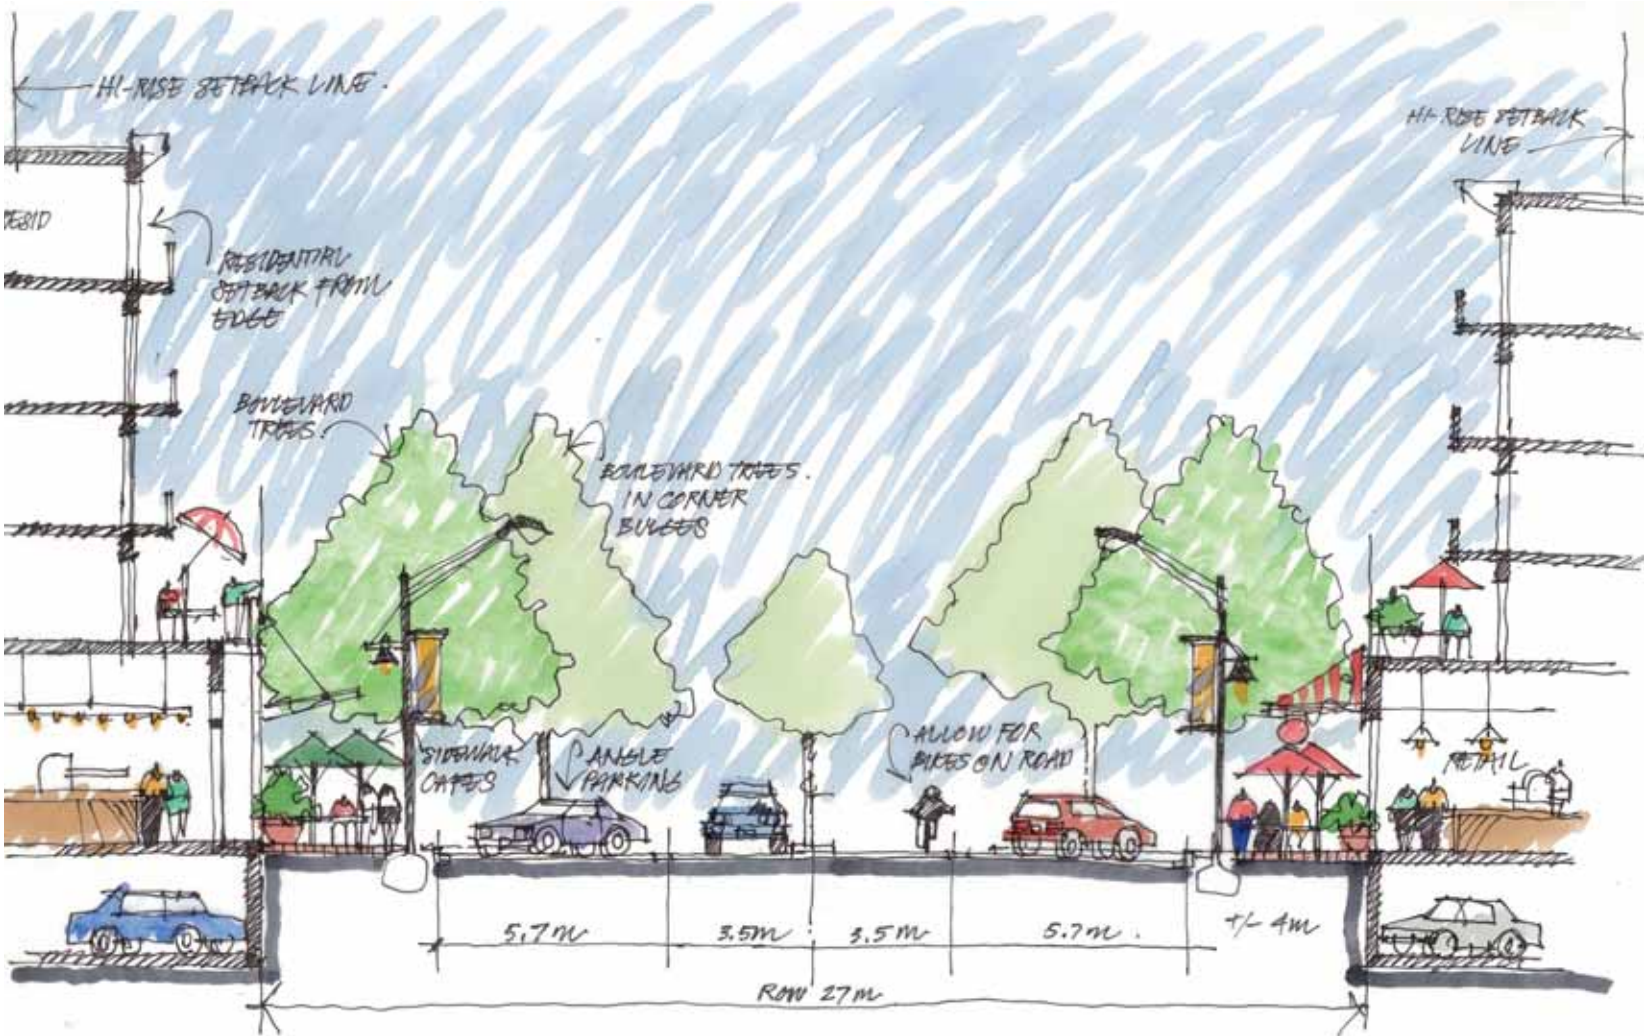 HI-RISE SETBACK LINE.
HI-RISE SETBACK
LINE
RESID
RESIDENTIAL
SETBACK FROM
EDGE
BOULEVARD
TREES.
BOULEVARD TREES.
IN CORNER
BULGES
SIDEWALK
CAFES
ANGLE
PARKING
ALLOW FOR
BIKES ON ROAD
RETAIL
5.7m
3.5m
3.5m
5.7m.
+/- 4m
ROW 27m